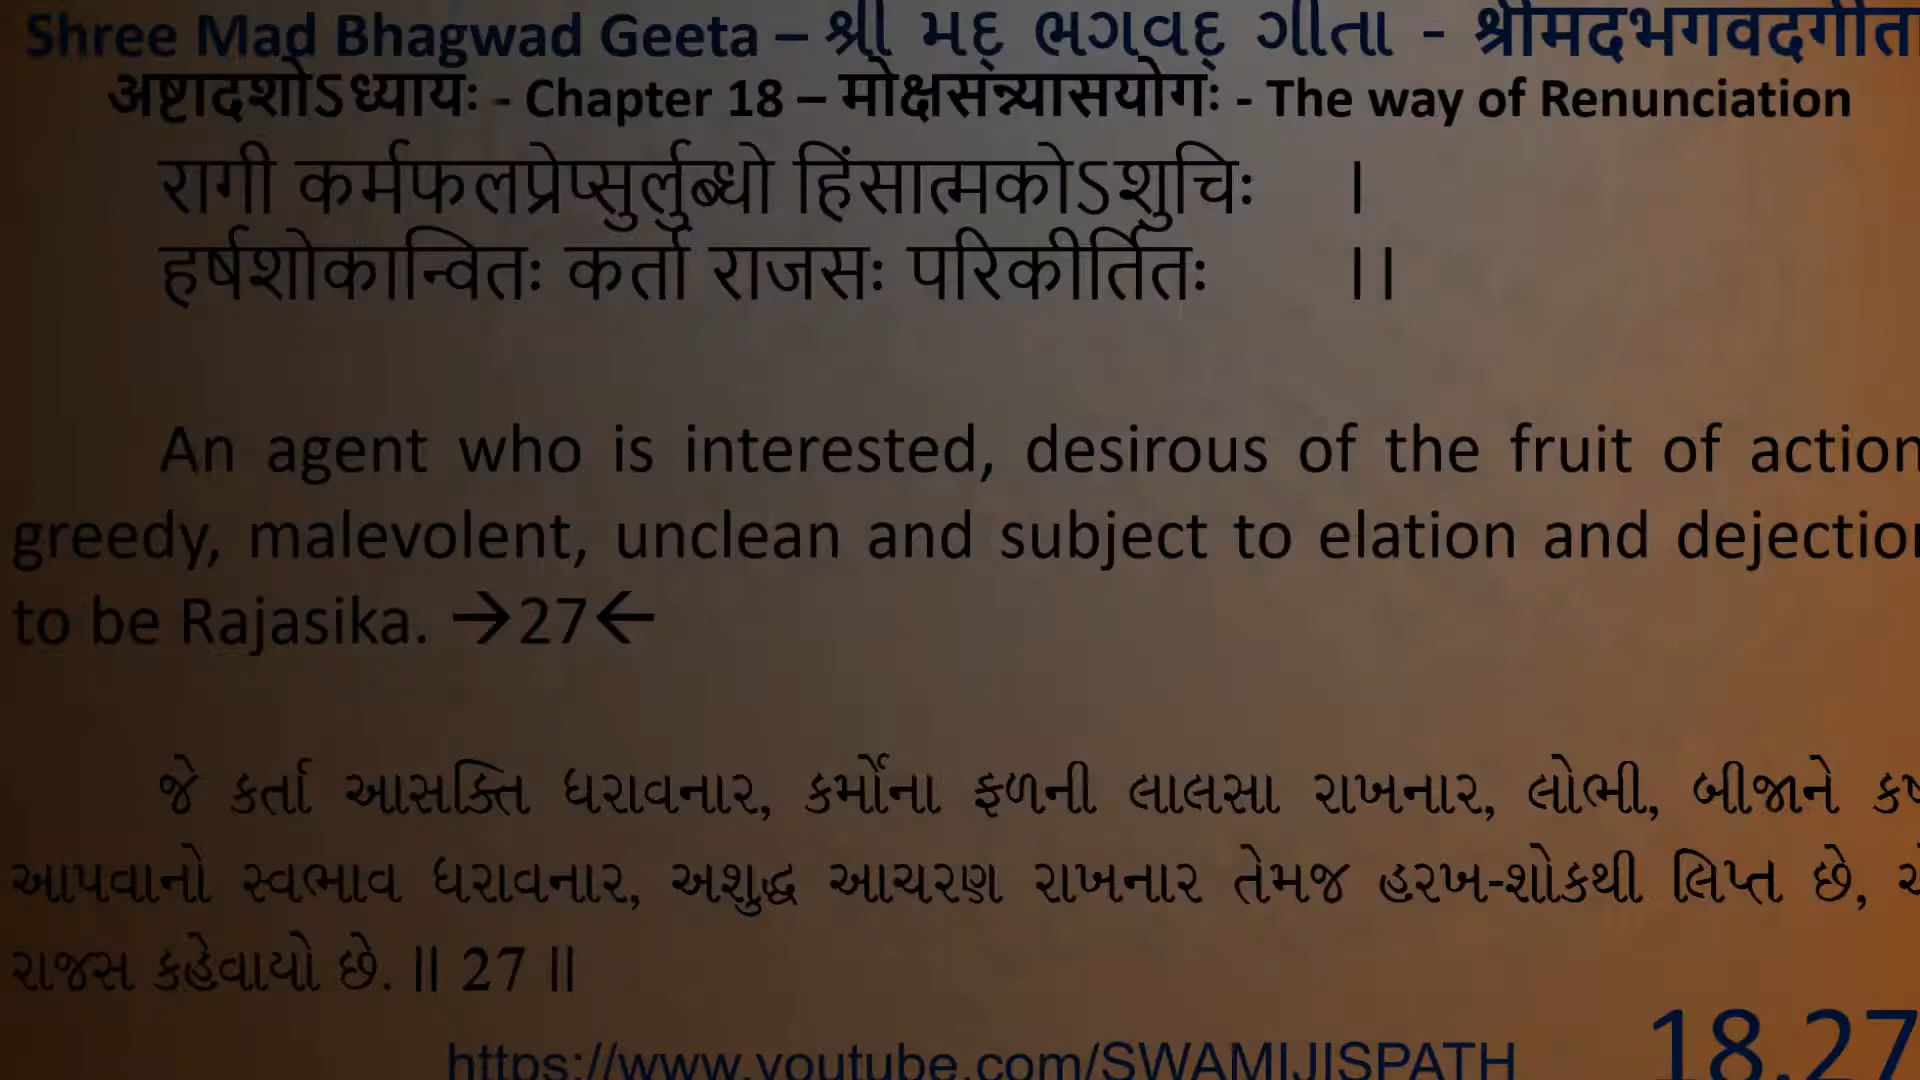 Shree Mad Bhagwad Geeta – શ્રી મદ્ ભગવદ્ ગીતા - श्रीमदभगवदगीता
अष्टादशोऽध्यायः - Chapter 18 – मोक्षसन्न्यासयोगः - The way of Renunciation
रागी कर्मफलप्रेप्सुर्लुब्धो हिंसात्मकोऽशुचिः ।
हर्षशोकान्वितः कर्ता राजसः परिकीर्तितः ।।
An agent who is interested, desirous of the fruit of action
greedy, malevolent, unclean and subject to elation and dejection
to be Rajasika. →27←
જે કર્તા આસક્તિ ધરાવનાર, કર્મોના ફળની લાલસા રાખનાર, લોભી, બીજાને
આપવાનો સ્વભાવ ધરાવનાર, અશુદ્ધ આચરણ રાખનાર તેમજ હરખ-શોકથી લિપ્ત છે,
રાજસ કહેવાયો છે. ॥ 27 ॥
https://www.youtube.com/SWAMIJISPATH 18.27